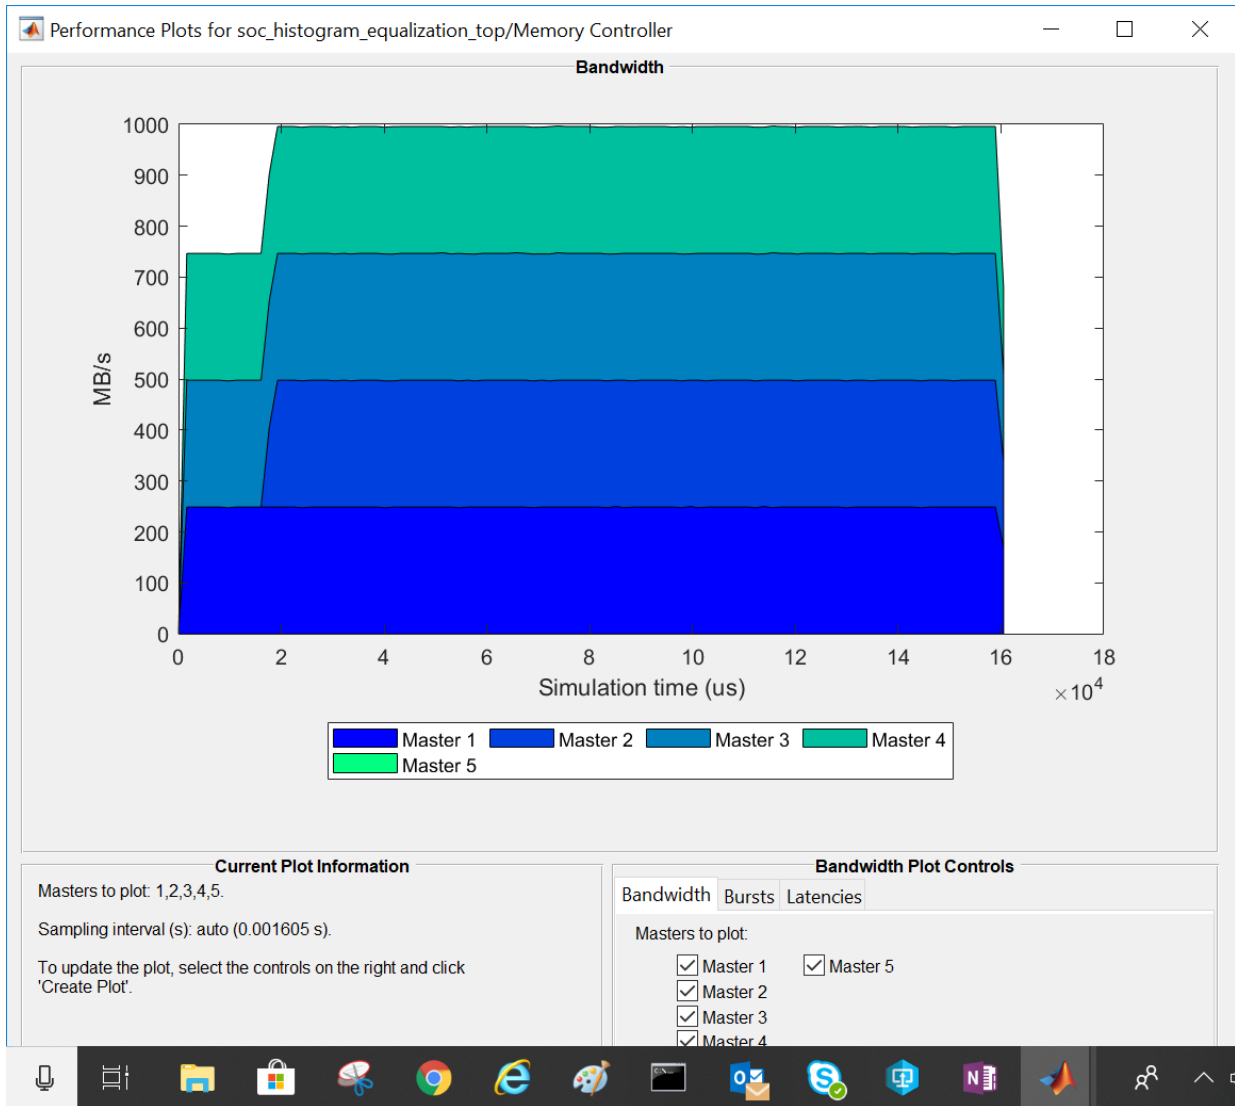 Performance Plots for soc_histogram_equalization_top/Memory Controller
Bandwidth
1000
900
800
700
600
500
400
300
200
100
0
MB/s
0 2 4 6 8 10 12 14 16 18
Simulation time (us)
×10⁴
Master 1 Master 2 Master 3 Master 4
Master 5
Current Plot Information
Masters to plot: 1,2,3,4,5.
Sampling interval (s): auto (0.001605 s).
To update the plot, select the controls on the right and click
'Create Plot'.
Bandwidth Plot Controls
Bandwidth Bursts Latencies
Masters to plot:
Master 1 Master 5
Master 2
Master 3
Master 4